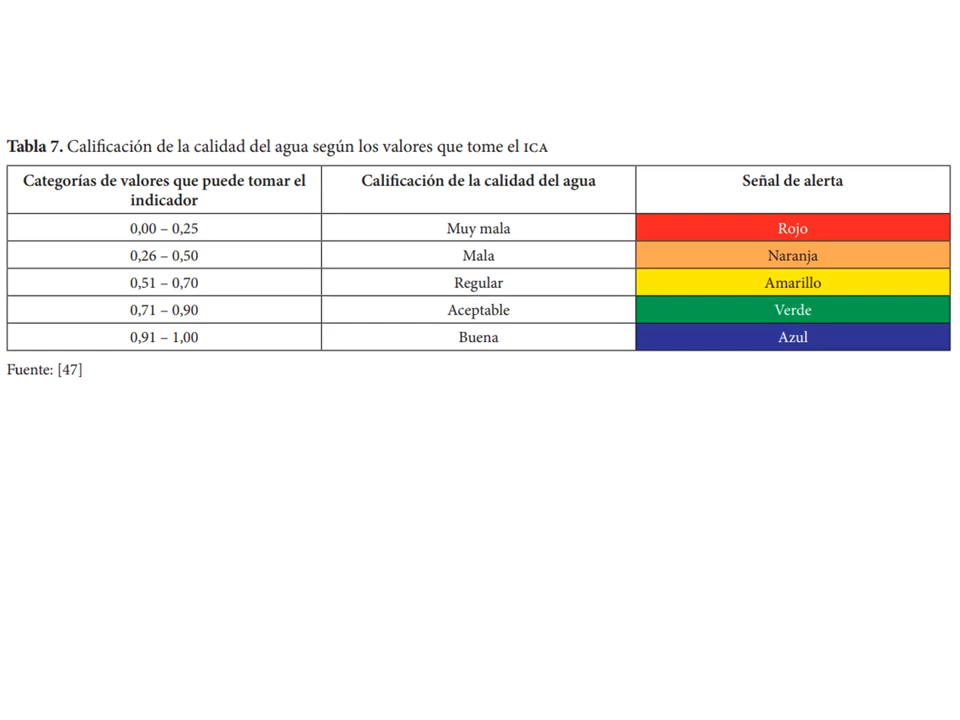 Tabla 7. Calificación de la calidad del agua según los valores que tome el ICA
Categorías de valores que puede tomar el indicador Calificación de la calidad del agua Señal de alerta
0,00 – 0,25 Muy mala Rojo
0,26 – 0,50 Mala Naranja
0,51 – 0,70 Regular Amarillo
0,71 – 0,90 Aceptable Verde
0,91 – 1,00 Buena Azul
Fuente: [47]